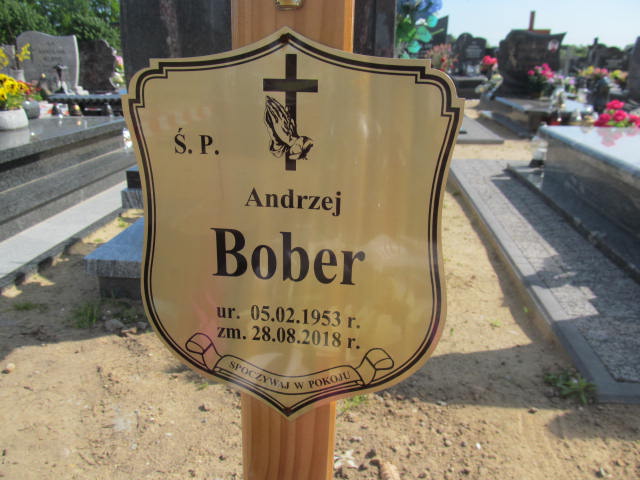 Ś. P.
Andrzej
Bober
ur. 05.02.1953 r.
zm. 28.08.2018 r.
SPOCZYWAJ W POKOJU